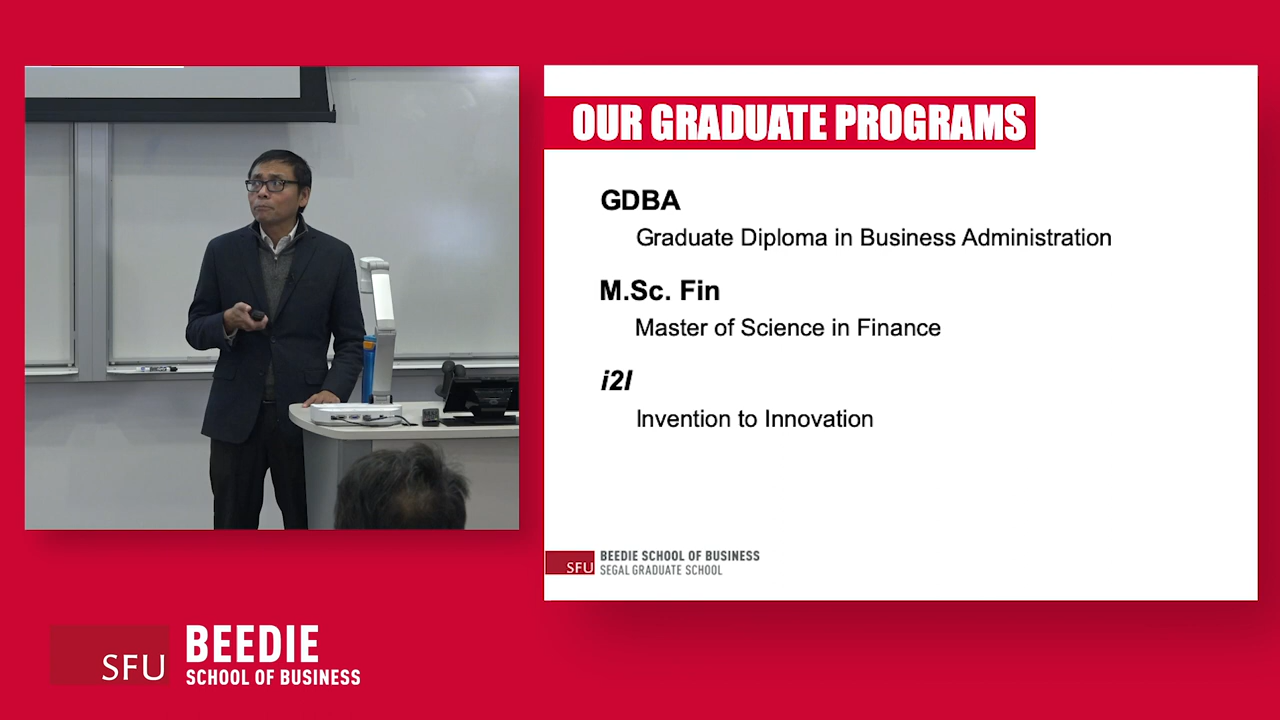 OUR GRADUATE PROGRAMS
GDBA
Graduate Diploma in Business Administration
M.Sc. Fin
Master of Science in Finance
i2I
Invention to Innovation
SFU
BEEDIE SCHOOL OF BUSINESS
SEGAL GRADUATE SCHOOL
SFU
BEEDIE
SCHOOL OF BUSINESS